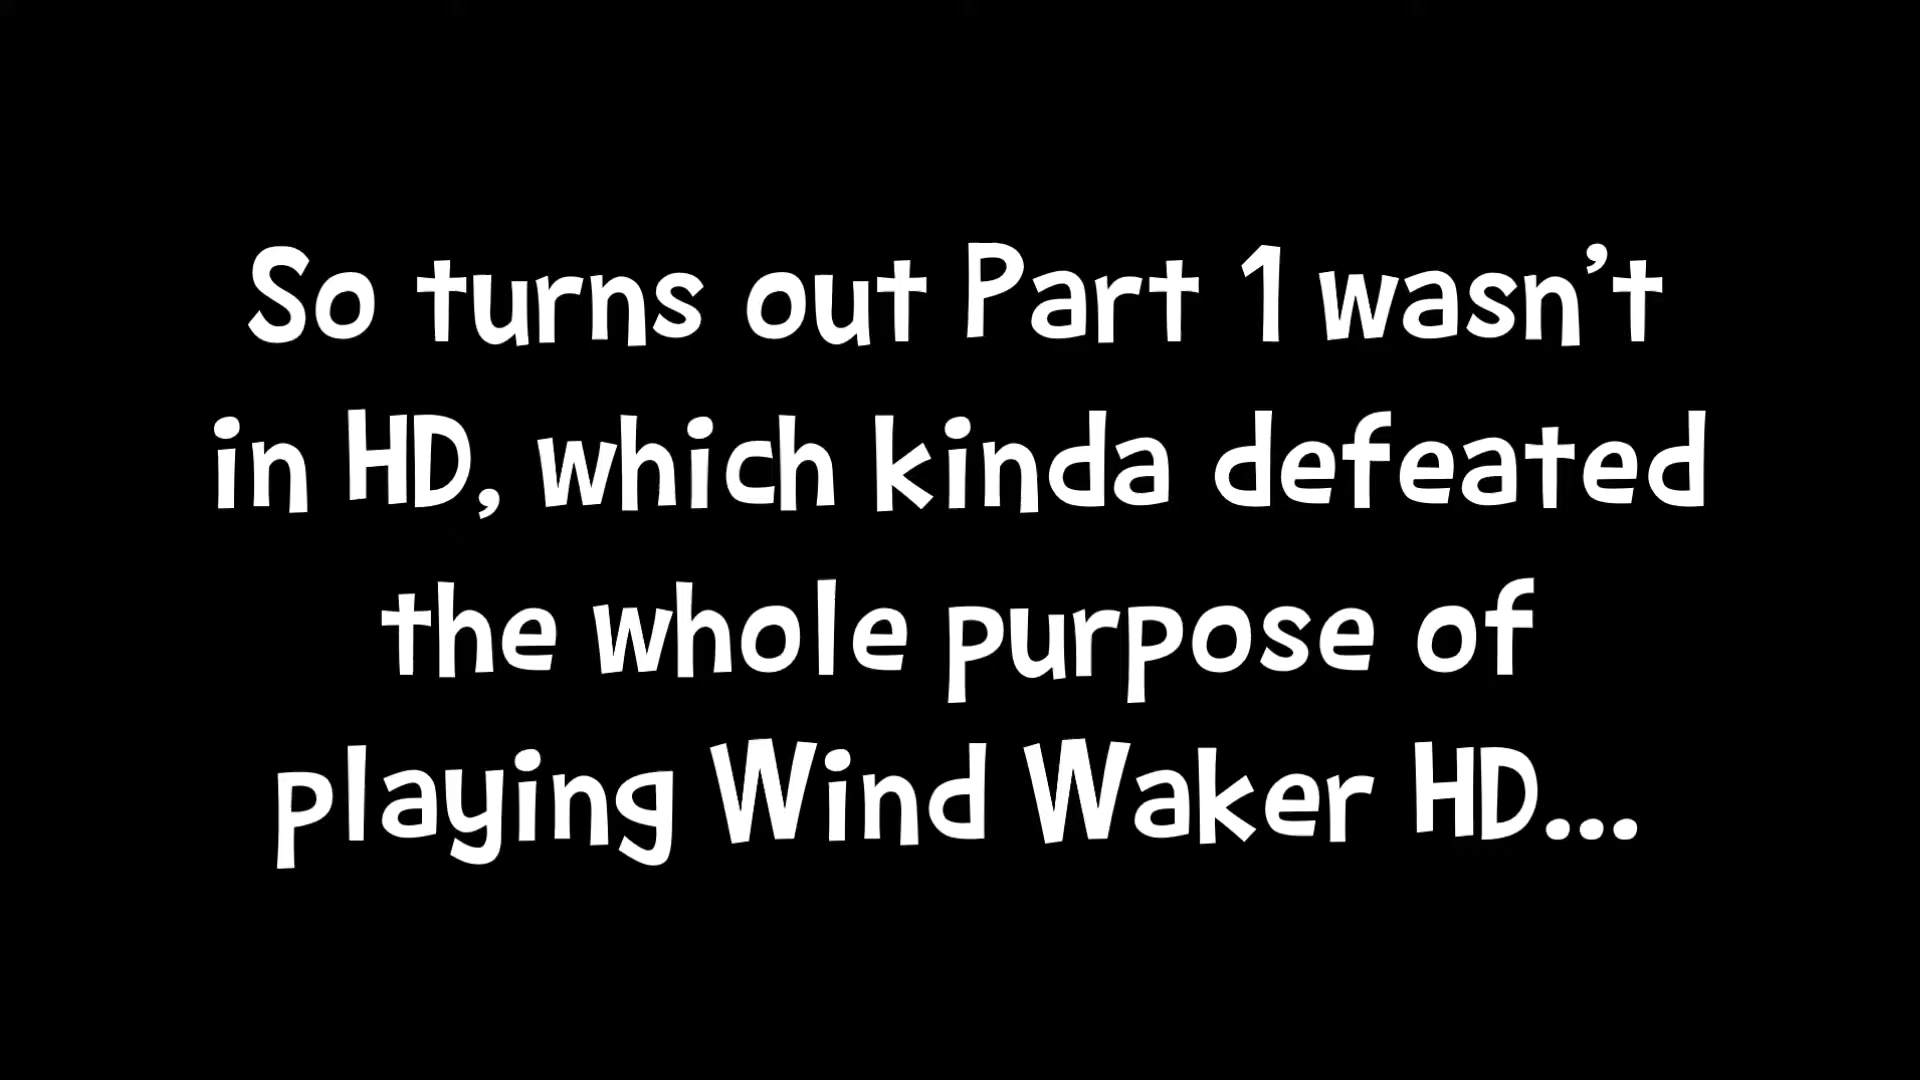 So turns out Part 1 wasn't
in HD, which kinda defeated
the whole purpose of
playing Wind Waker HD...